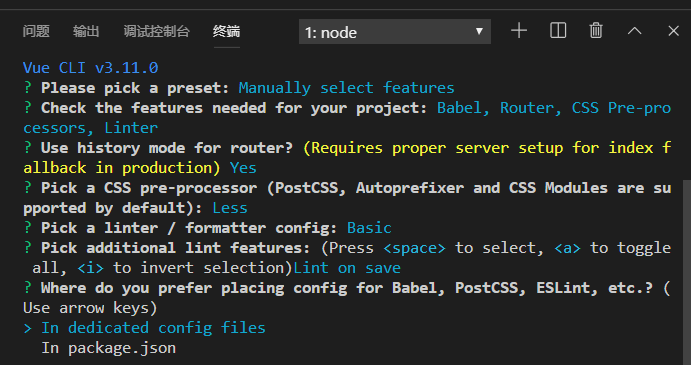 问题 输出 调试控制台 终端 1: node
Vue CLI v3.11.0
? Please pick a preset: Manually select features
? Check the features needed for your project: Babel, Router, CSS Pre-pro
cessors, Linter
? Use history mode for router? (Requires proper server setup for index f
allback in production) Yes
? Pick a CSS pre-processor (PostCSS, Autoprefixer and CSS Modules are su
pported by default): Less
? Pick a linter / formatter config: Basic
? Pick additional lint features: (Press <space> to select, <a> to toggle
 all, <i> to invert selection)Lint on save
? Where do you prefer placing config for Babel, PostCSS, ESLint, etc.? (
Use arrow keys)
> In dedicated config files
  In package.json